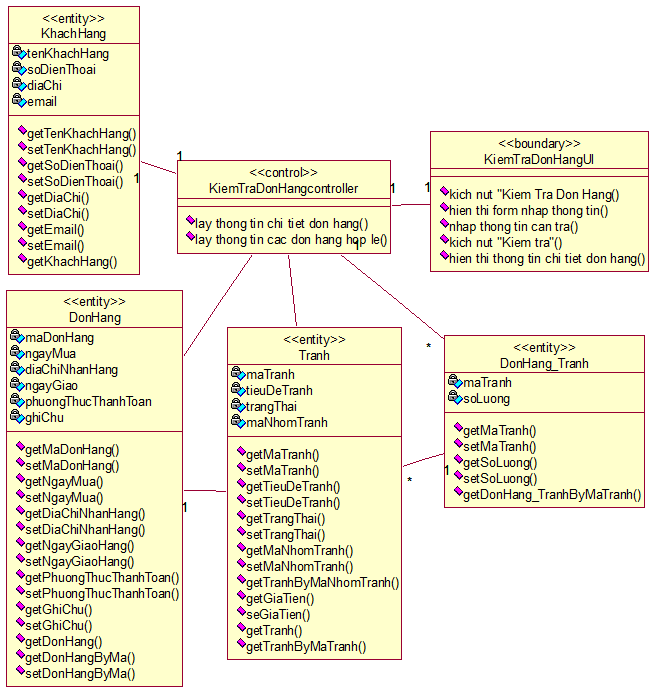 <<entity>>
KhachHang
tenKhachHang
soDienThoai
diaChi
email
getTenKhachHang()
setTenKhachHang()
getSoDienThoai()
setSoDienThoai()
getDiaChi()
setDiaChi()
getEmail()
setEmail()
getKhachHang()
1
1
<<control>>
KiemTraDonHangcontroller
lay thong tin chi tiet don hang()
lay thong tin cac don hang hop le()
1
1
<<boundary>>
KiemTraDonHangUI
kich nut "Kiem Tra Don Hang()
hien thi form nhap thong tin()
nhap thong tin can tra()
kich nut "Kiem tra"()
hien thi thong tin chi tiet don hang()
<<entity>>
DonHang
maDonHang
ngayMua
diaChiNhanHang
ngayGiao
phuongThucThanhToan
ghiChu
getMaDonHang()
setMaDonHang()
getNgayMua()
setNgayMua()
getDiaChiNhanHang()
setDiaChiNhanHang()
getNgayGiaoHang()
setNgayGiaoHang()
getPhuongThucThanhToan()
setPhuongThucThanhToan()
getGhiChu()
setGhiChu()
getDonHang()
getDonHangByMa()
setDonHangByMa()
1
<<entity>>
Tranh
maTranh
tieuDeTranh
trangThai
maNhomTranh
getMaTranh()
setMaTranh()
getTieuDeTranh()
setTieuDeTranh()
getTrangThai()
setTrangThai()
getMaNhomTranh()
setMaNhomTranh()
getTranhByMaNhomTranh()
getGiaTien()
seGiaTien()
getTranh()
getTranhByMaTranh()
*
*
1
<<entity>>
DonHang_Tranh
maTranh
soLuong
getMaTranh()
setMaTranh()
getSoLuong()
setSoLuong()
getDonHang_TranhByMaTranh()